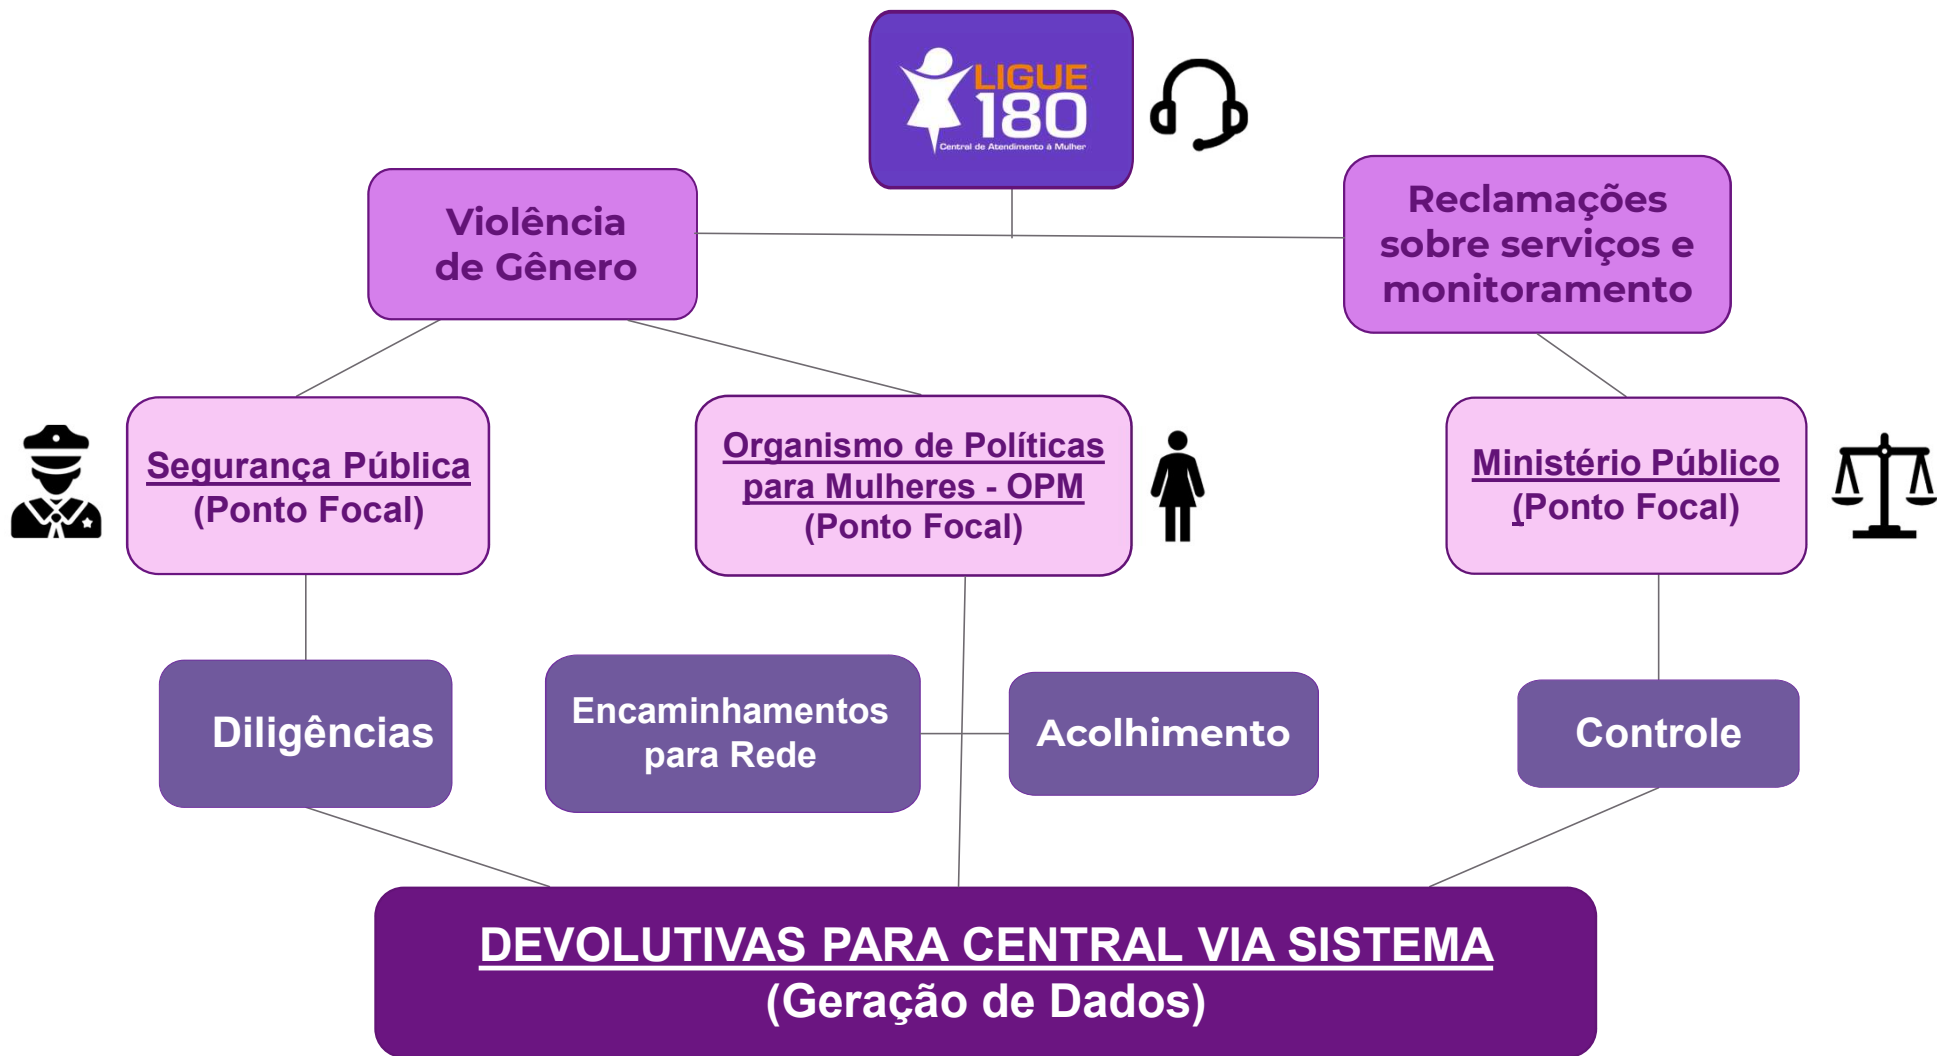 LIGUE
180
Central de Atendimento à Mulher
Violência
de Gênero
Reclamações
sobre serviços e
monitoramento
Segurança Pública
(Ponto Focal)
Organismo de Políticas
para Mulheres - OPM
(Ponto Focal)
Ministério Público
(Ponto Focal)
Diligências
Encaminhamentos
para Rede
Acolhimento
Controle
DEVOLUTIVAS PARA CENTRAL VIA SISTEMA
(Geração de Dados)